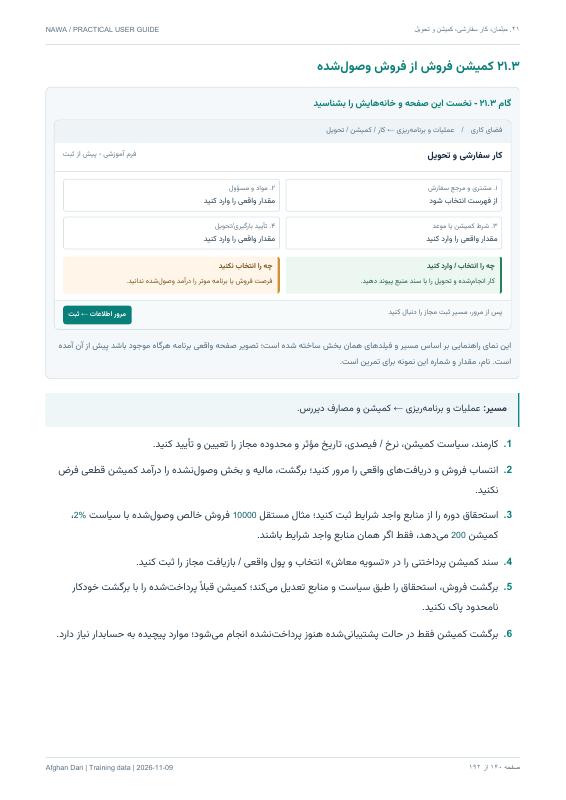 ۲۱. مبلمان، کار سفارشی، کمیشن و تحویل
NAWA / PRACTICAL USER GUIDE
۲۱.۳ کمیشن فروش از فروش وصول‌شده
گام ۲۱.۳ - نخست این صفحه و خانه‌هایش را بشناسید
فضای کاری / عملیات و برنامه‌ریزی ← کار / کمیشن / تحویل
کار سفارشی و تحویل
فرم آموزشی - پیش از ثبت
۱. مشتری و مرجع سفارش
از فهرست انتخاب شود
۲. مواد و مسؤول
مقدار واقعی را وارد کنید
۳. شرط کمیشن یا موعد
مقدار واقعی را وارد کنید
۴. تأیید بارگیری/تحویل
مقدار واقعی را وارد کنید
چه را انتخاب / وارد کنید
کار انجام‌شده و تحویل را با سند منبع پیوند دهید.
چه را انتخاب نکنید
فرصت فروش یا برنامه موتر را درآمد وصول‌شده ندانید.
پس از مرور، مسیر ثبت مجاز را دنبال کنید
مرور اطلاعات ← ثبت
این نمای راهنمایی بر اساس مسیر و فیلدهای همان بخش ساخته شده است؛ تصویر صفحه واقعی برنامه هرگاه موجود باشد پیش از آن آمده
است. نام، مقدار و شماره این نمونه برای تمرین است.
مسیر: عملیات و برنامه‌ریزی ← کمیشن و مصارف دیررس.
1. کارمند، سیاست کمیشن، نرخ / فیصدی، تاریخ مؤثر و محدوده مجاز را تعیین و تأیید کنید.
2. انتساب فروش و دریافت‌های واقعی را مرور کنید؛ برگشت، مالیه و بخش وصول‌نشده را درآمد کمیشن قطعی فرض
نکنید.
3. استحقاق دوره را از منابع واجد شرایط ثبت کنید؛ مثال مستقل 10000 فروش خالص وصول‌شده با سیاست 2%،
کمیشن 200 می‌دهد، فقط اگر همان منابع واجد شرایط باشند.
4. سند کمیشن پرداختنی را در «تسویه معاش» انتخاب و پول واقعی / بازیافت مجاز را ثبت کنید.
5. برگشت فروش، استحقاق را طبق سیاست و منابع تعدیل می‌کند؛ کمیشن قبلاً پرداخت‌شده را با برگشت خودکار
نامحدود پاک نکنید.
6. برگشت کمیشن فقط در حالت پشتیبانی‌شده هنوز پرداخت‌نشده انجام می‌شود؛ موارد پیچیده به حسابدار نیاز دارد.
صفحه ۱۴۰ از ۱۹۲
Afghan Dari | Training data | 2026-11-09